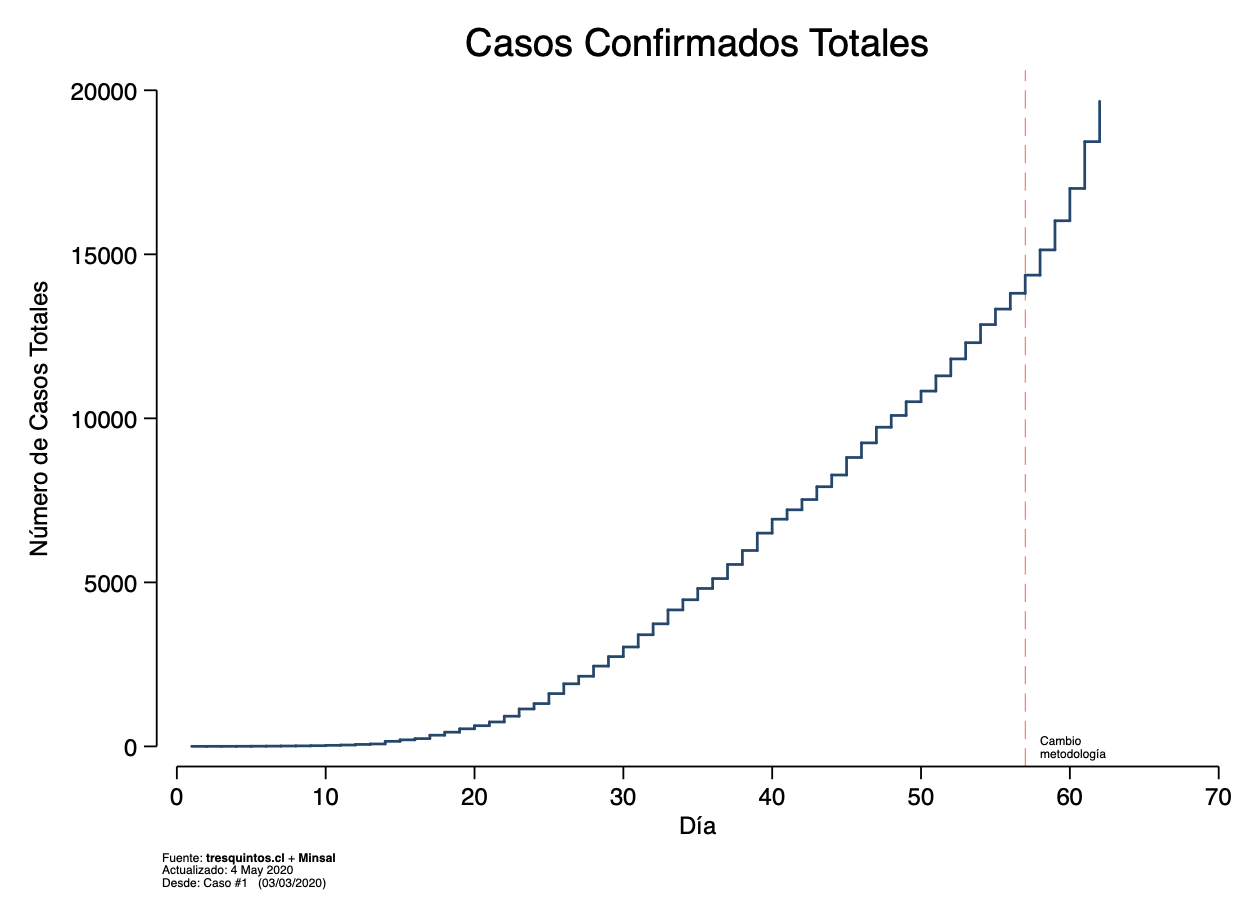 Casos Confirmados Totales
Número de Casos Totales
20000
15000
10000
5000
0
Cambio
metodología
0 10 20 30 40 50 60 70
Día
Fuente: tresquintos.cl + Minsal
Actualizado: 4 May 2020
Desde: Caso #1 (03/03/2020)